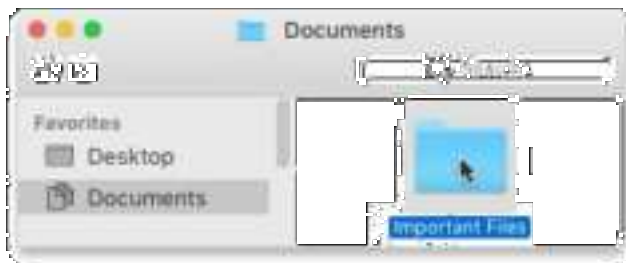 Documents
Favorites
Desktop
Documents
Important Files